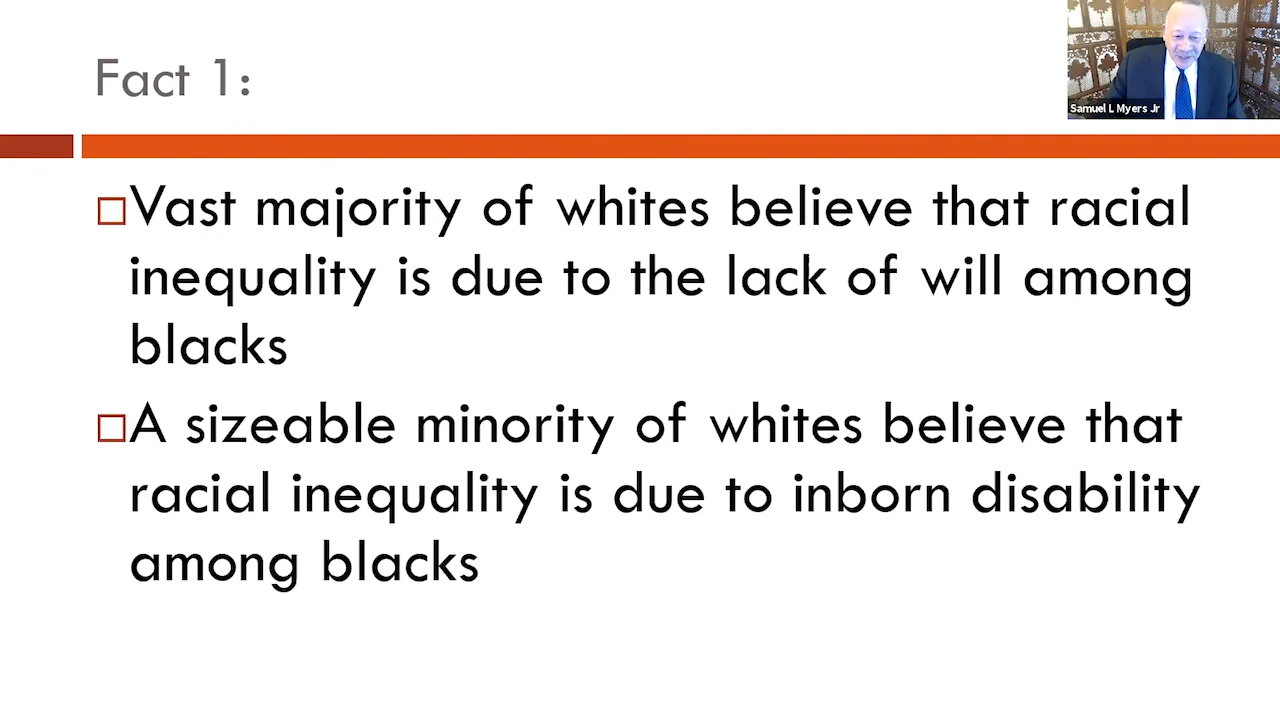 Fact 1:
Samuel L Myers Jr
Vast majority of whites believe that racial
inequality is due to the lack of will among
blacks
A sizeable minority of whites believe that
racial inequality is due to inborn disability
among blacks